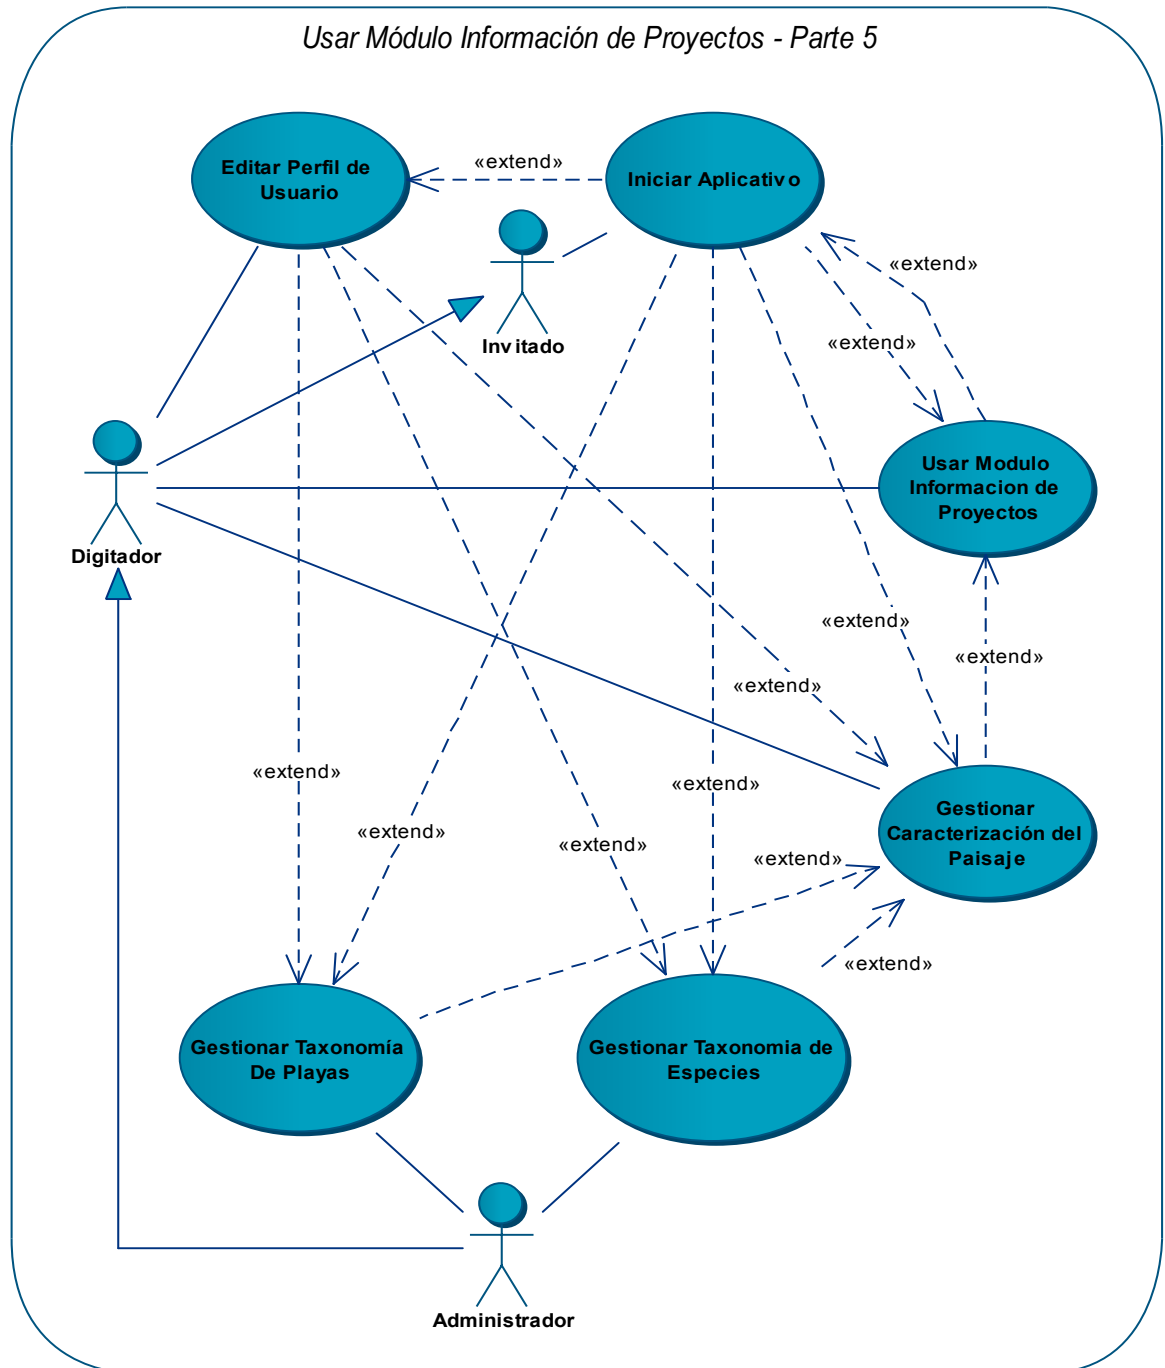 Usar Módulo Información de Proyectos - Parte 5
Editar Perfil de
Usuario
«extend»
Iniciar Aplicativo
Invitado
«extend»
«extend»
Digitador
Usar Modulo
Informacion de
Proyectos
«extend»
«extend»
«extend»
«extend»
«extend»
«extend»
«extend»
«extend»
Gestionar
Caracterización del
Paisaje
«extend»
Gestionar Taxonomía
De Playas
Gestionar Taxonomia de
Especies
Administrador